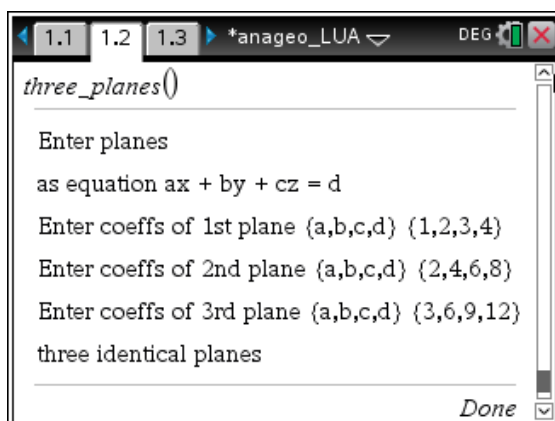 1.1 1.2 1.3 *anageo_LUA DEG
three_planes()
Enter planes
as equation ax + by + cz = d
Enter coeffs of 1st plane {a,b,c,d} {1,2,3,4}
Enter coeffs of 2nd plane {a,b,c,d} {2,4,6,8}
Enter coeffs of 3rd plane {a,b,c,d} {3,6,9,12}
three identical planes
Done